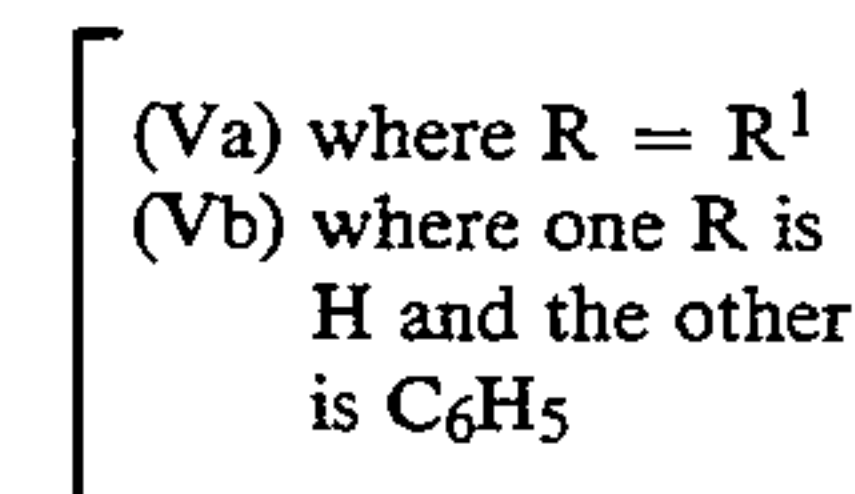 (Va) where R = R¹
(Vb) where one R is
H and the other
is C₆H₅